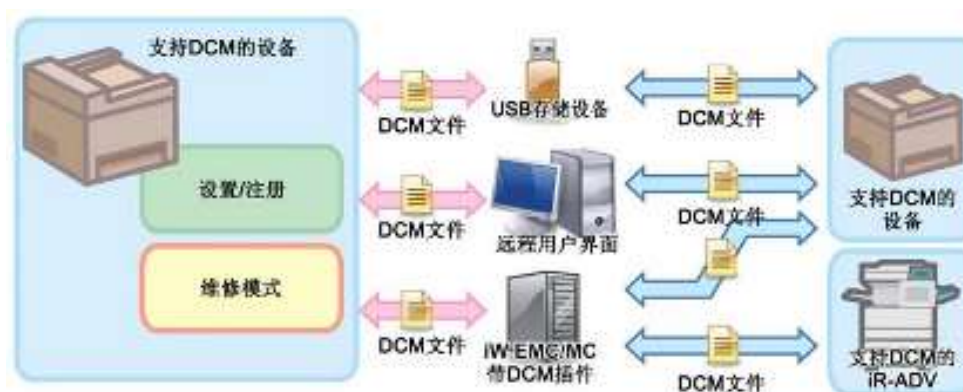 支持DCM的设备
设置/注册
维修模式
DCM文件
USB存储设备
DCM文件
DCM文件
远程用户界面
DCM文件
DCM文件
iW-EMC/MC
带DCM插件
DCM文件
支持DCM的
设备
支持DCM的
iR-ADV